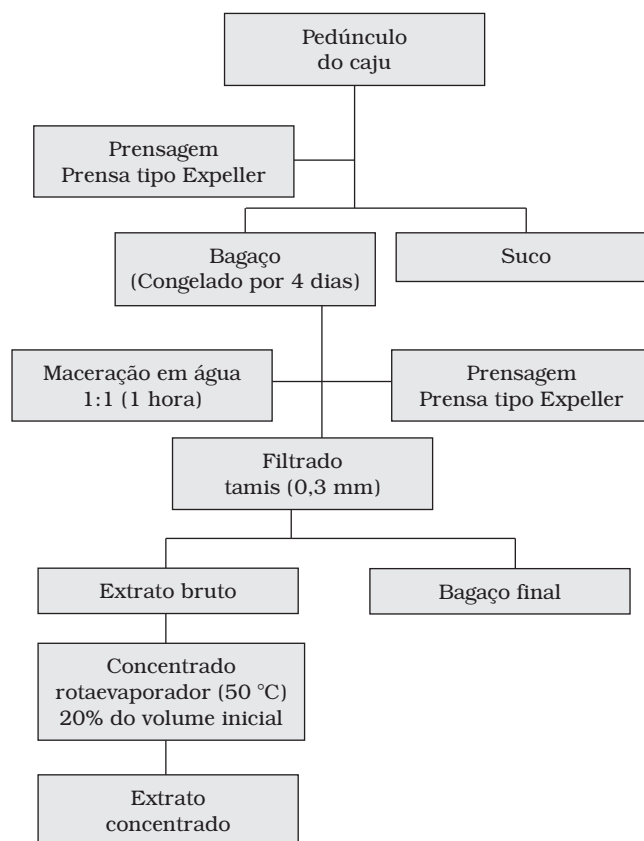 Pedúnculo
do caju
Prensagem
Prensa tipo Expeller
Bagaço
(Congelado por 4 dias)
Suco
Maceração em água
1:1 (1 hora)
Prensagem
Prensa tipo Expeller
Filtrado
tamis (0,3 mm)
Extrato bruto
Bagaço final
Concentrado
rotaevaporador (50 °C)
20% do volume inicial
Extrato
concentrado